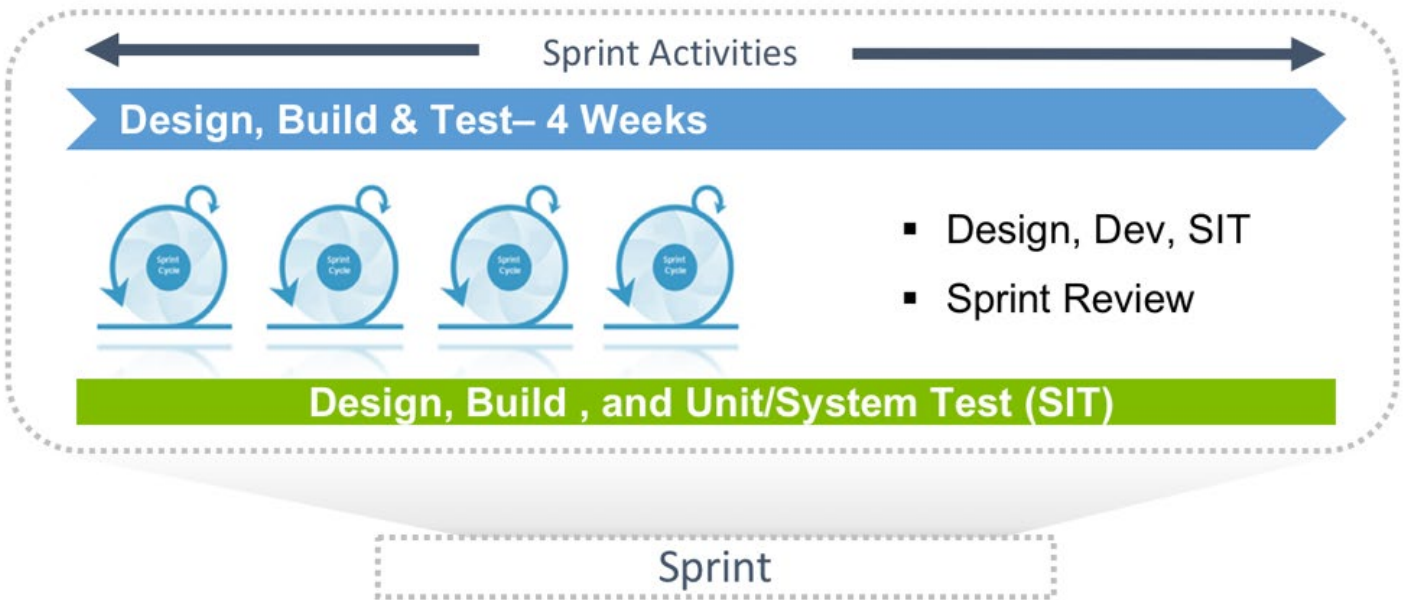 Sprint Activities
Design, Build & Test– 4 Weeks
Sprint
Cycle
Sprint
Cycle
Sprint
Cycle
Sprint
Cycle
▪ Design, Dev, SIT
▪ Sprint Review
Design, Build , and Unit/System Test (SIT)
Sprint